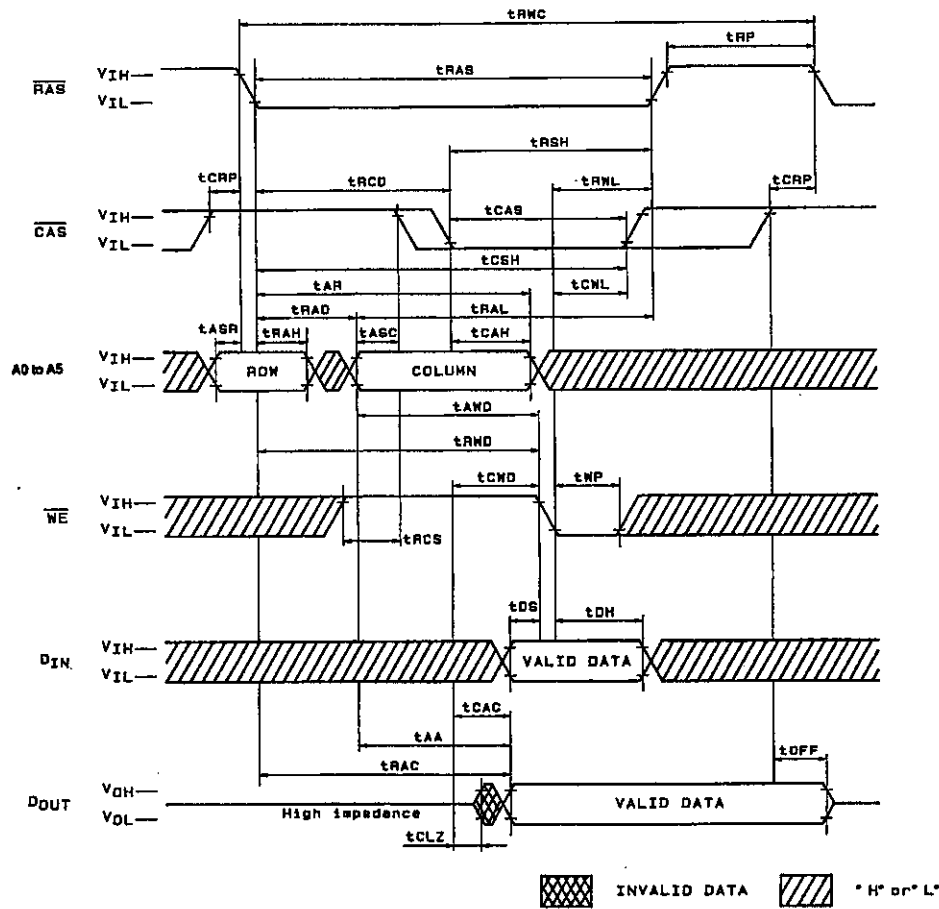 tRWC
tRP
tRAS
RAS
VIH
VIL
tRSH
tCRP
tRCD
tRWL
tCRP
CAS
VIH
VIL
tCAS
tCSH
tAR
tCWL
tRAD
tRAL
tASR
tRAH
tASC
tCAH
A0 to A5
VIH
VIL
ROW
COLUMN
tAWD
tRWD
tCWD
tWP
WE
VIH
VIL
tRCS
tDS
tDH
DIN
VIH
VIL
VALID DATA
tCAC
tAA
tOFF
tRAC
DOUT
VOH
VOL
High impedance
VALID DATA
tCLZ
INVALID DATA
"H" or "L"